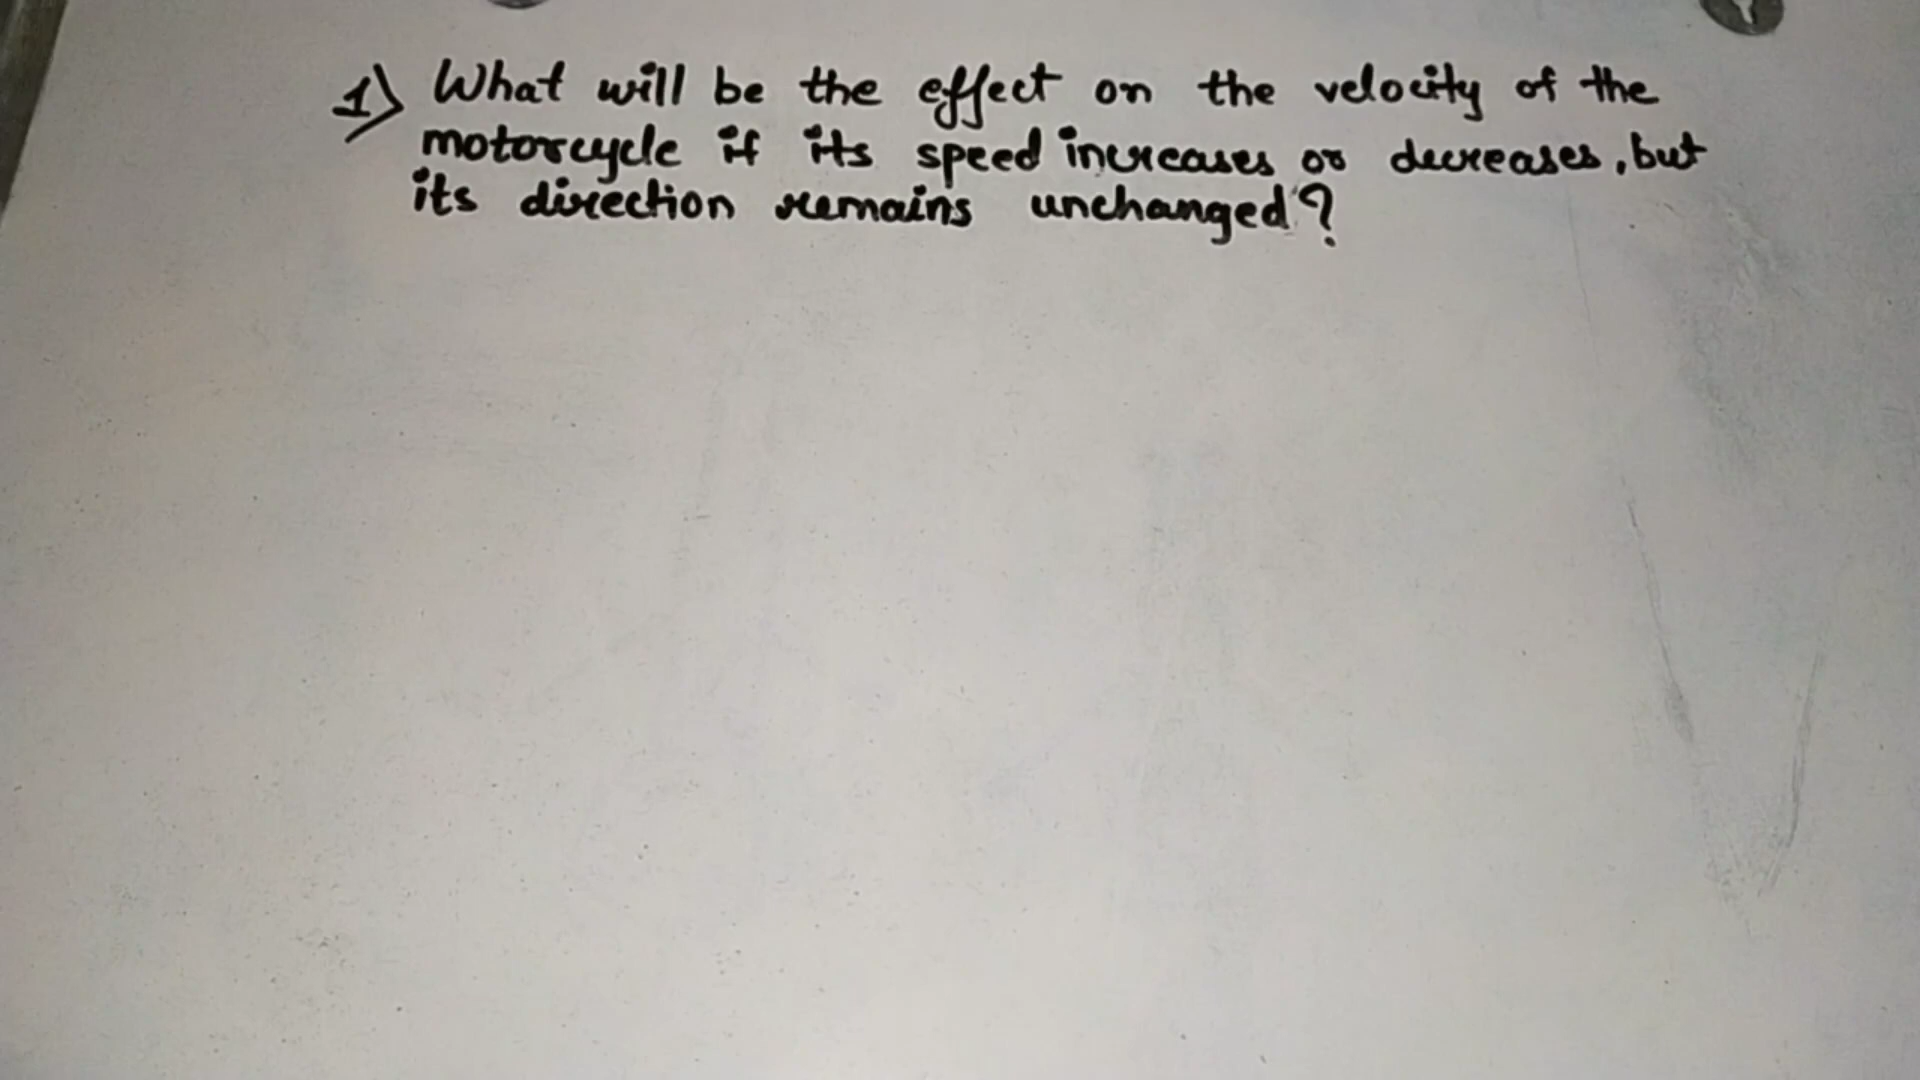 1) What will be the effect on the velocity of the
motorcycle if its speed increases or decreases, but
its direction remains unchanged?